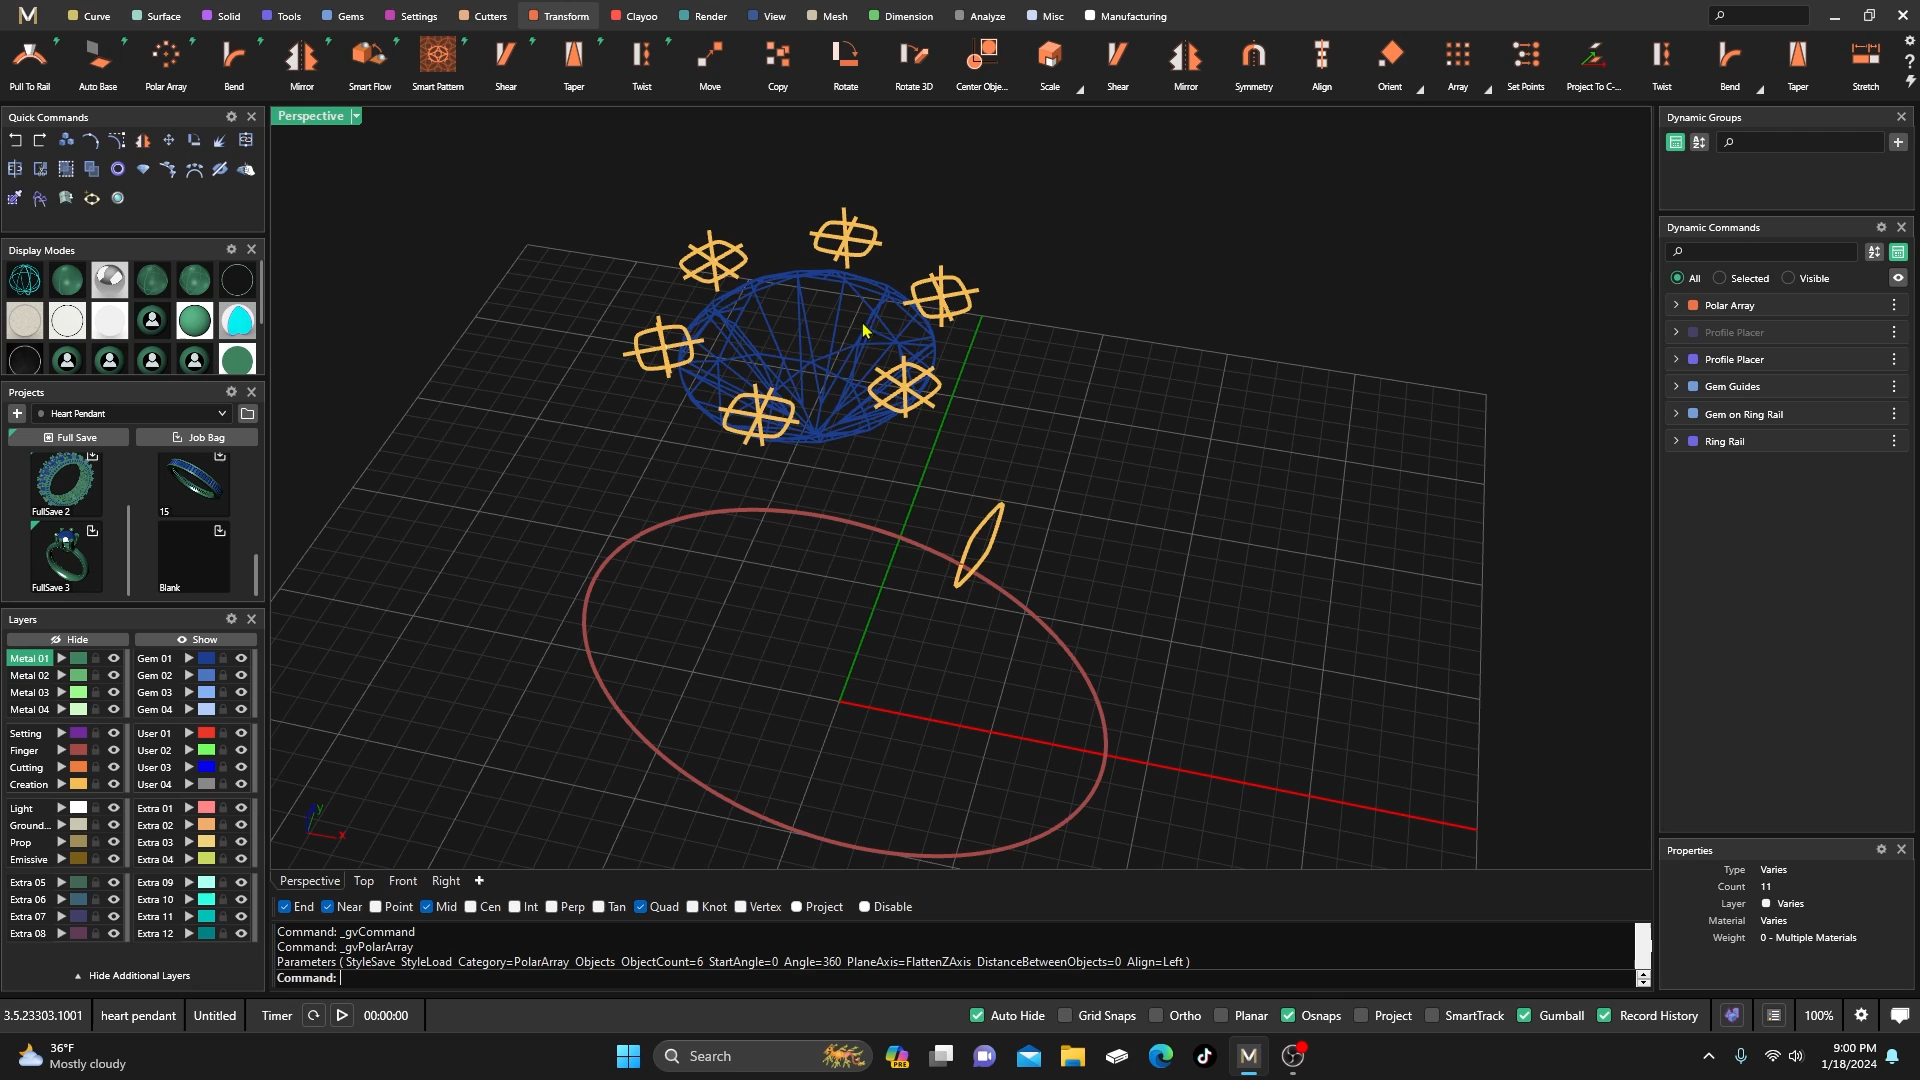 Curve Surface Solid Tools Gems Settings Cutters Transform Clayoo Render View Mesh Dimension Analyze Misc Manufacturing
Pull To Rail Auto Base Polar Array Bend Mirror Smart Flow Smart Pattern Shear Taper Twist Move Copy Rotate Rotate 3D Center Obje... Scale Shear Mirror Symmetry Align Orient Array Set Points Project To C-... Twist Bend Taper Stretch
Quick Commands
Display Modes
Projects
Heart Pendant
Full Save Job Bag
FullSave 2 15
FullSave 3 Blank
Layers
Hide Show
Metal 01 Gem 01
Metal 02 Gem 02
Metal 03 Gem 03
Metal 04 Gem 04
Setting User 01
Finger User 02
Cutting User 03
Creation User 04
Light Extra 01
Ground... Extra 02
Prop Extra 03
Emissive Extra 04
Extra 05 Extra 09
Extra 06 Extra 10
Extra 07 Extra 11
Extra 08 Extra 12
Hide Additional Layers
Perspective
y
x
Perspective Top Front Right
End Near Point Mid Cen Int Perp Tan Quad Knot Vertex Project Disable
Command: _gvCommand
Command: _gvPolarArray
Parameters ( StyleSave StyleLoad Category=PolarArray Objects ObjectCount=6 StartAngle=0 Angle=360 PlaneAxis=FlattenZAxis DistanceBetweenObjects=0 Align=Left )
Command:
Dynamic Groups
Dynamic Commands
All Selected Visible
Polar Array
Profile Placer
Profile Placer
Gem Guides
Gem on Ring Rail
Ring Rail
Properties
Type Varies
Count 11
Layer Varies
Material Varies
Weight 0 - Multiple Materials
3.5.23303.1001 heart pendant Untitled Timer 00:00:00 Auto Hide Grid Snaps Ortho Planar Osnaps Project SmartTrack Gumball Record History 100%
36°F
Mostly cloudy
Search
PRE
9:00 PM
1/18/2024